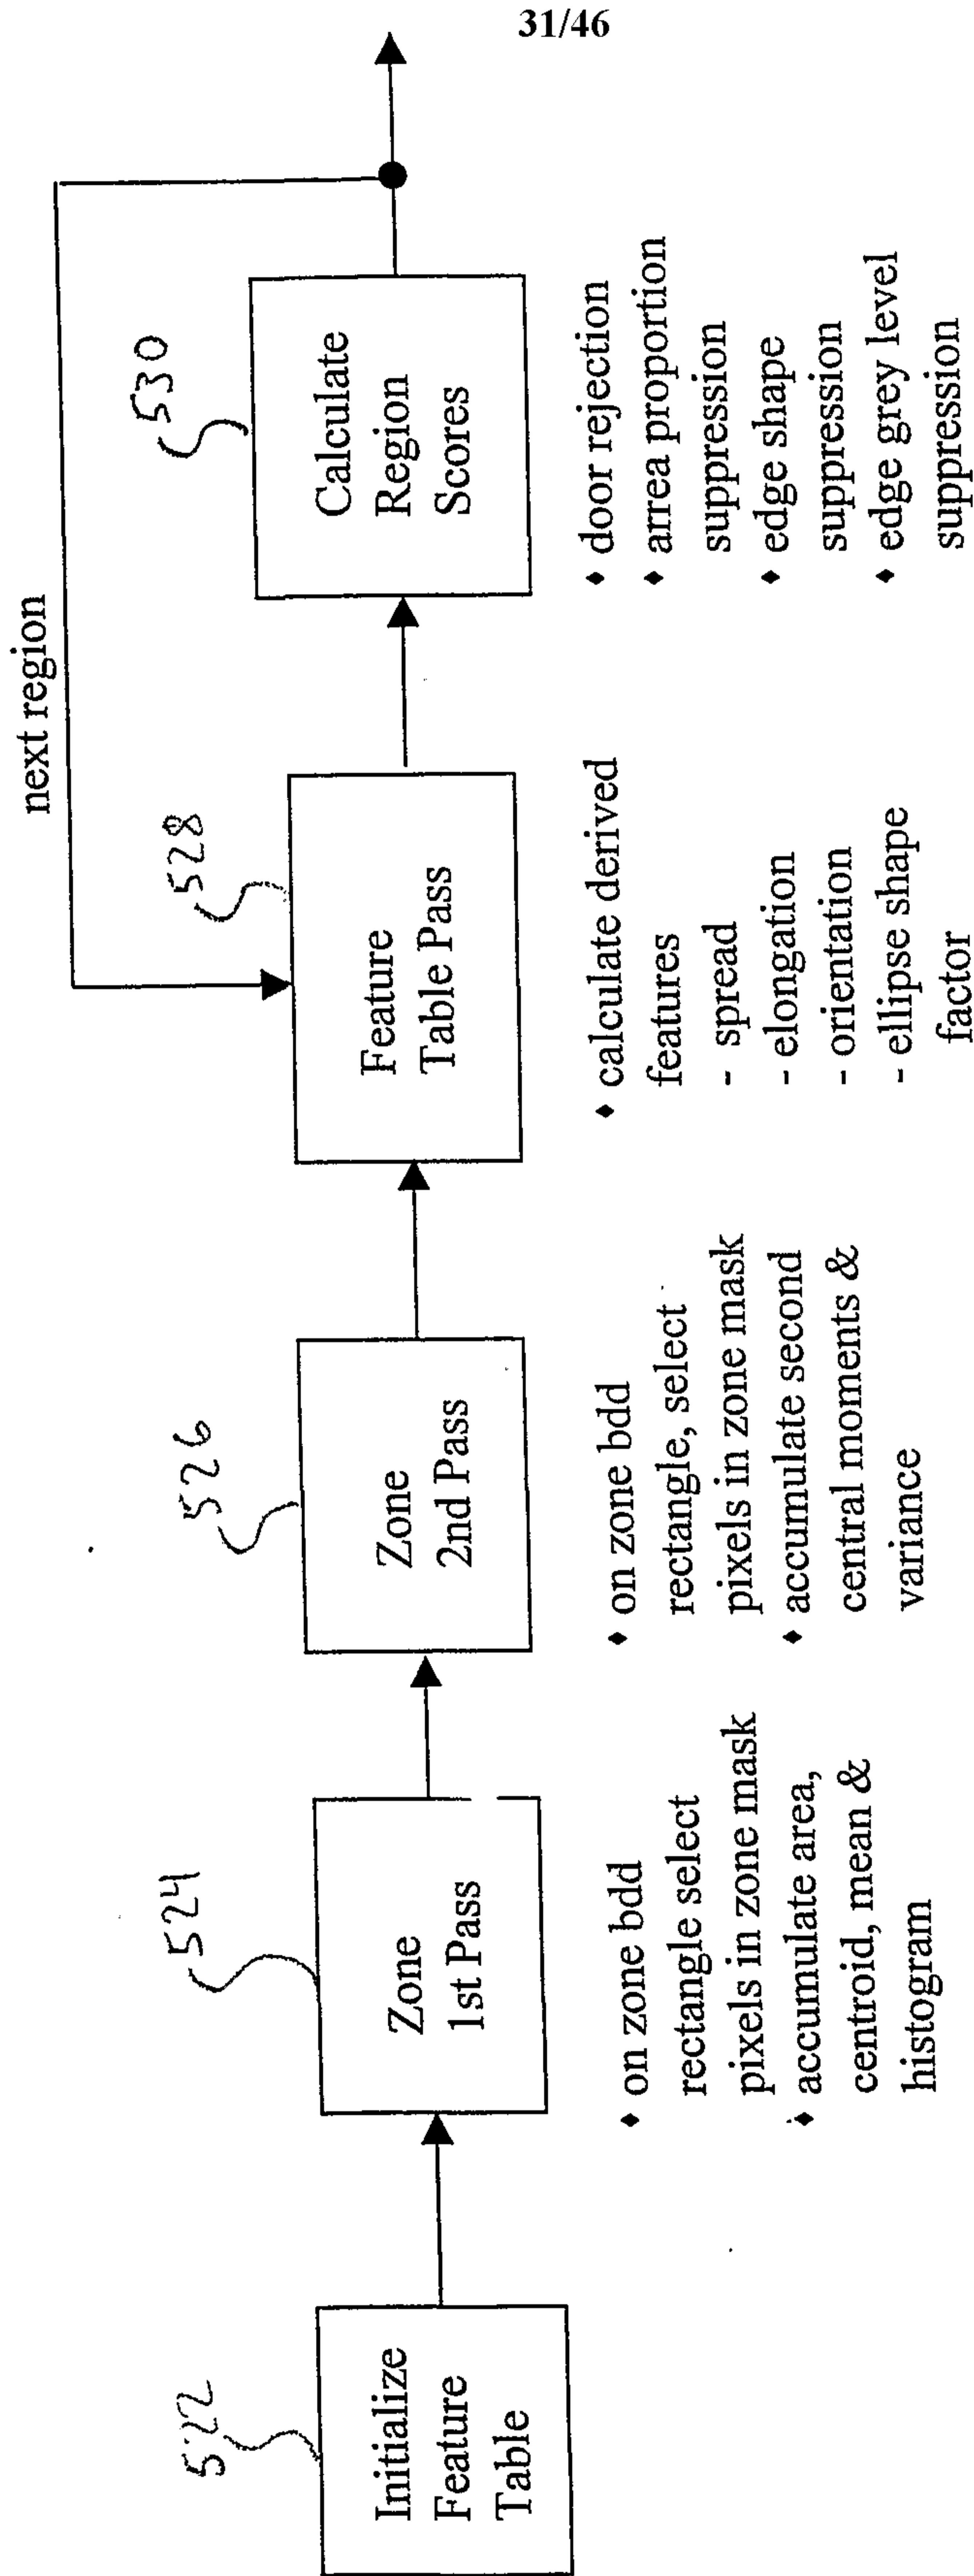 31/46
next region
522
Initialize
Feature
Table
524
Zone
1st Pass
♦ on zone bdd
rectangle select
pixels in zone mask
♦ accumulate area,
centroid, mean &
histogram
526
Zone
2nd Pass
♦ on zone bdd
rectangle, select
pixels in zone mask
♦ accumulate second
central moments &
variance
528
Feature
Table Pass
♦ calculate derived
features
- spread
- elongation
- orientation
- ellipse shape
factor
530
Calculate
Region
Scores
♦ door rejection
♦ arrea proportion
suppression
♦ edge shape
suppression
♦ edge grey level
suppression